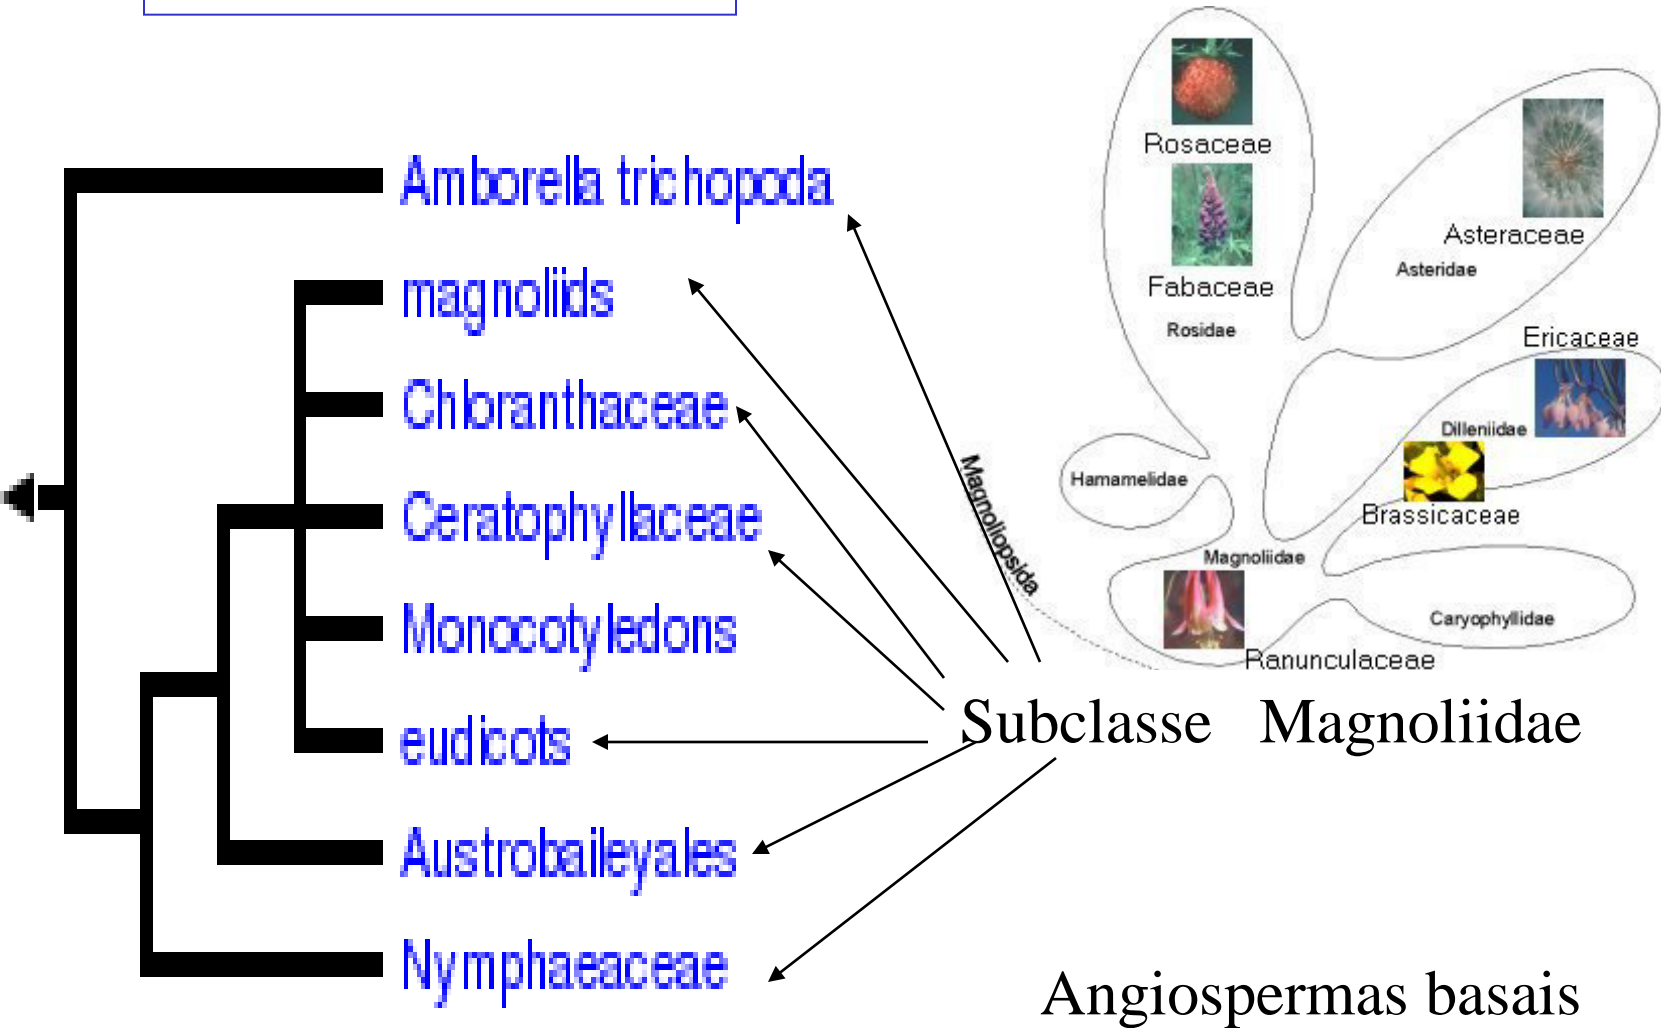 Amborella trichopoda
magnoliids
Chloranthaceae
Ceratophyllaceae
Monocotyledons
eudicots
Austrobaileyales
Nymphaeaceae
Rosaceae
Fabaceae
Rosidae
Asteraceae
Asteridae
Ericaceae
Dilleniidae
Brassicaceae
Hamamelidae
Magnoliopsida
Magnoliidae
Caryophyllidae
Ranunculaceae
Subclasse Magnoliidae
Angiospermas basais